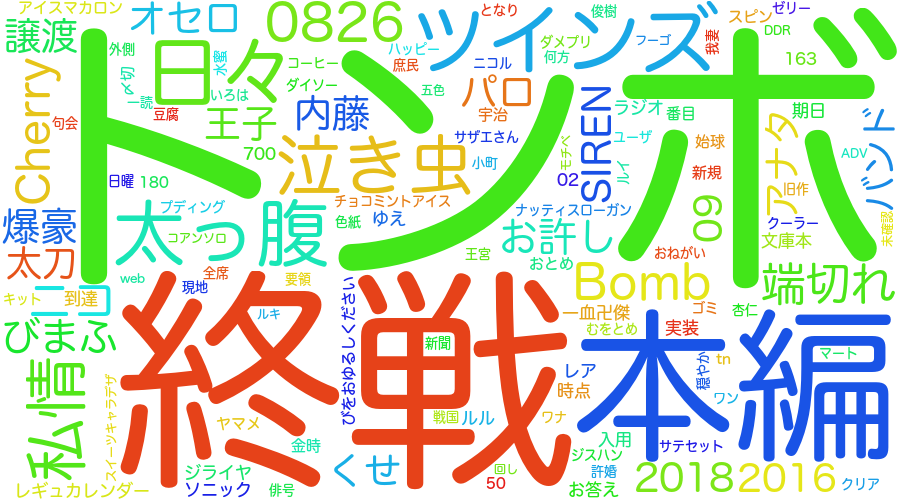 アイスマカロン
オセロ
0826
ツインズ
となり
俊樹
スピン
ゼリー
DDR
我妻
ダメプリ
フーゴ
何方
163
譲渡
外側
水蜜
日々
コーヒー
ハッピー
庶民
ニコル
トンボ
〆切
一読
いろは
ダイソー
五色
パロ
ラジオ
番目
期日
Cherry
句会
豆腐
王子
内藤
宇治
SIREN
ユーザ
始球
アナタ
バンド
700
泣き虫
サザエさん
小町
モチベ
ルイ
ADV
日曜
180
02
新規
旧作
チョコミントアイス
爆豪
プディング
太っ腹
色紙
ゆえ
ナッティスローガン
09
クーラー
未確認
コアンソロ
お許し
おねがい
文庫本
太刀
王宮
おとめ
web
全席
要領
Bomb
端切れ
キット
ニコ
到達
現地
びをおゆるしください
一血卍傑
ゴミ
杏仁
ルキ
びまふ
終戦
新聞
むをとめ
実装
本編
マート
スイーツキャラデザ
私情
レア
時点
穏やか
tn
ワン
ヤマメ
戦国
ルル
ワナ
金時
入用
サテセット
ジライヤ
くせ
回し
ジスハン
許婚
レギュカレンダー
ソニック
俳号
50
お答え
2018
2016
クリア